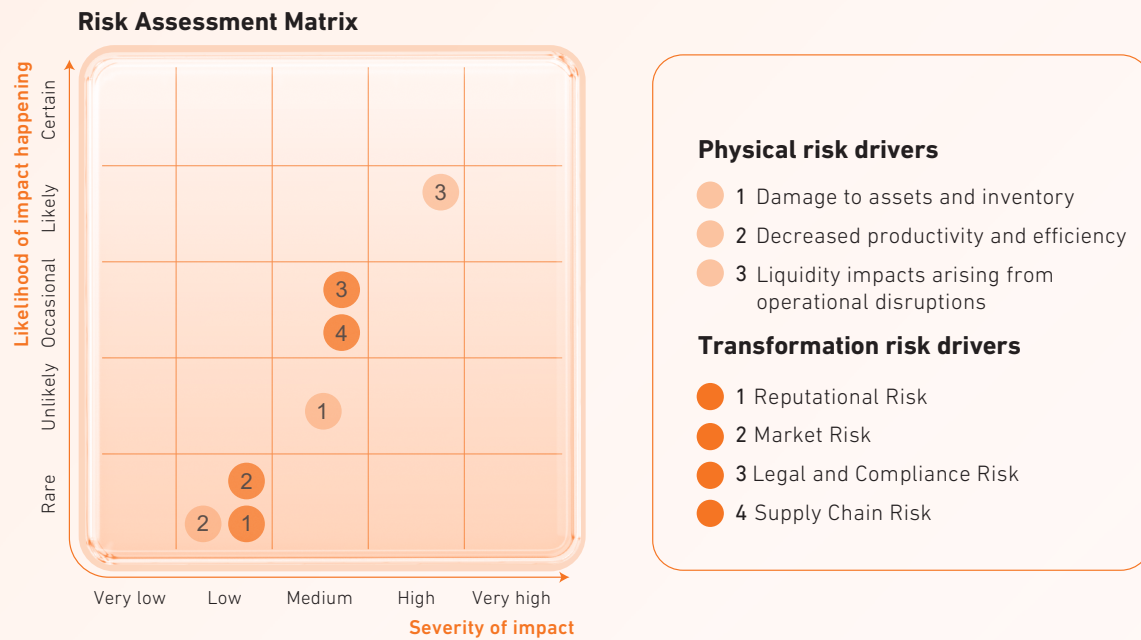 Risk Assessment Matrix
Likelihood of impact happening
Certain
Likely
Occasional
Unlikely
Rare
3
3
4
1
2
2
1
Very low
Low
Medium
High
Very high
Severity of impact
Physical risk drivers
1 Damage to assets and inventory
2 Decreased productivity and efficiency
3 Liquidity impacts arising from
operational disruptions
Transformation risk drivers
1 Reputational Risk
2 Market Risk
3 Legal and Compliance Risk
4 Supply Chain Risk